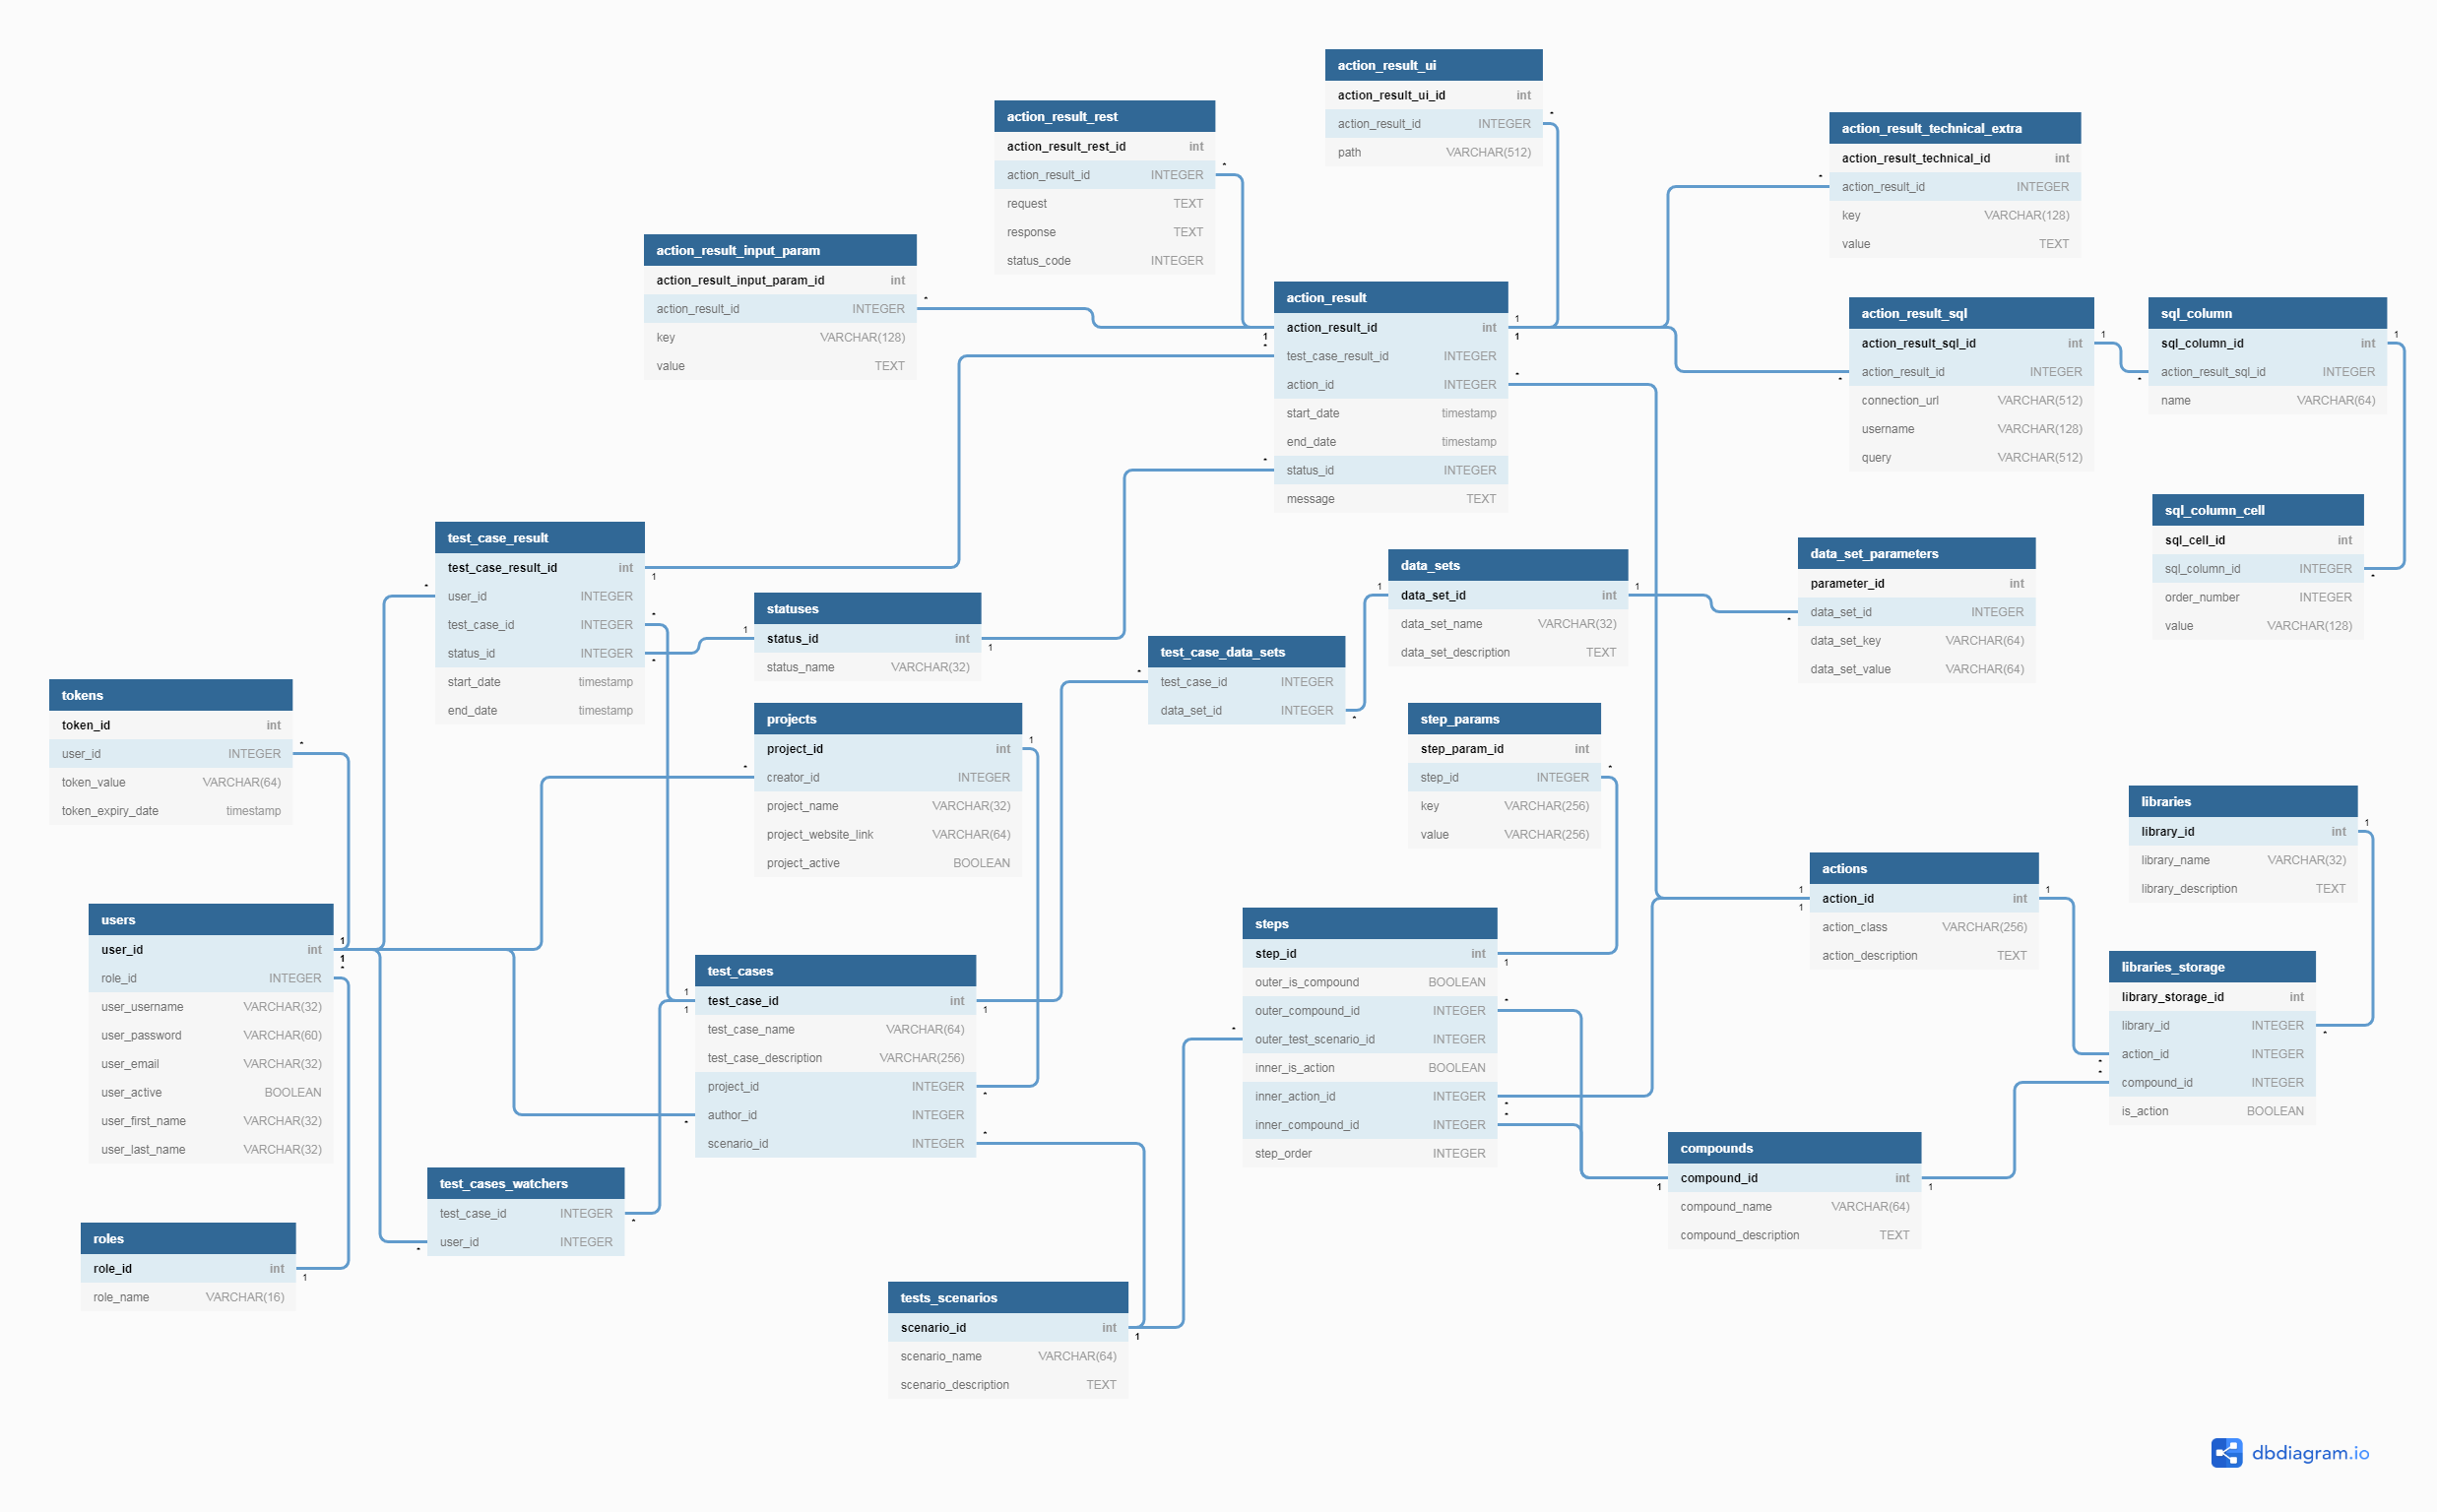 action_result_ui
action_result_ui_id int
action_result_id INTEGER
path VARCHAR(512)
action_result_rest
action_result_rest_id int
action_result_id INTEGER
request TEXT
response TEXT
status_code INTEGER
action_result_technical_extra
action_result_technical_id int
action_result_id INTEGER
key VARCHAR(128)
value TEXT
action_result_input_param
action_result_input_param_id int
action_result_id INTEGER
key VARCHAR(128)
value TEXT
action_result
action_result_id int
test_case_result_id INTEGER
action_id INTEGER
start_date timestamp
end_date timestamp
status_id INTEGER
message TEXT
action_result_sql
action_result_sql_id int
action_result_id INTEGER
connection_url VARCHAR(512)
username VARCHAR(128)
query VARCHAR(512)
sql_column
sql_column_id int
action_result_sql_id INTEGER
name VARCHAR(64)
sql_column_cell
sql_cell_id int
sql_column_id INTEGER
order_number INTEGER
value VARCHAR(128)
test_case_result
test_case_result_id int
user_id INTEGER
test_case_id INTEGER
status_id INTEGER
start_date timestamp
end_date timestamp
statuses
status_id int
status_name VARCHAR(32)
data_sets
data_set_id int
data_set_name VARCHAR(32)
data_set_description TEXT
data_set_parameters
parameter_id int
data_set_id INTEGER
data_set_key VARCHAR(64)
data_set_value VARCHAR(64)
test_case_data_sets
test_case_id INTEGER
data_set_id INTEGER
tokens
token_id int
user_id INTEGER
token_value VARCHAR(64)
token_expiry_date timestamp
projects
project_id int
creator_id INTEGER
project_name VARCHAR(32)
project_website_link VARCHAR(64)
project_active BOOLEAN
step_params
step_param_id int
step_id INTEGER
key VARCHAR(256)
value VARCHAR(256)
libraries
library_id int
library_name VARCHAR(32)
library_description TEXT
actions
action_id int
action_class VARCHAR(256)
action_description TEXT
users
user_id int
role_id INTEGER
user_username VARCHAR(32)
user_password VARCHAR(60)
user_email VARCHAR(32)
user_active BOOLEAN
user_first_name VARCHAR(32)
user_last_name VARCHAR(32)
test_cases
test_case_id int
test_case_name VARCHAR(64)
test_case_description VARCHAR(256)
project_id INTEGER
author_id INTEGER
scenario_id INTEGER
steps
step_id int
outer_is_compound BOOLEAN
outer_compound_id INTEGER
outer_test_scenario_id INTEGER
inner_is_action BOOLEAN
inner_action_id INTEGER
inner_compound_id INTEGER
step_order INTEGER
libraries_storage
library_storage_id int
library_id INTEGER
action_id INTEGER
compound_id INTEGER
is_action BOOLEAN
compounds
compound_id int
compound_name VARCHAR(64)
compound_description TEXT
test_cases_watchers
test_case_id INTEGER
user_id INTEGER
roles
role_id int
role_name VARCHAR(16)
tests_scenarios
scenario_id int
scenario_name VARCHAR(64)
scenario_description TEXT
dbdiagram.io